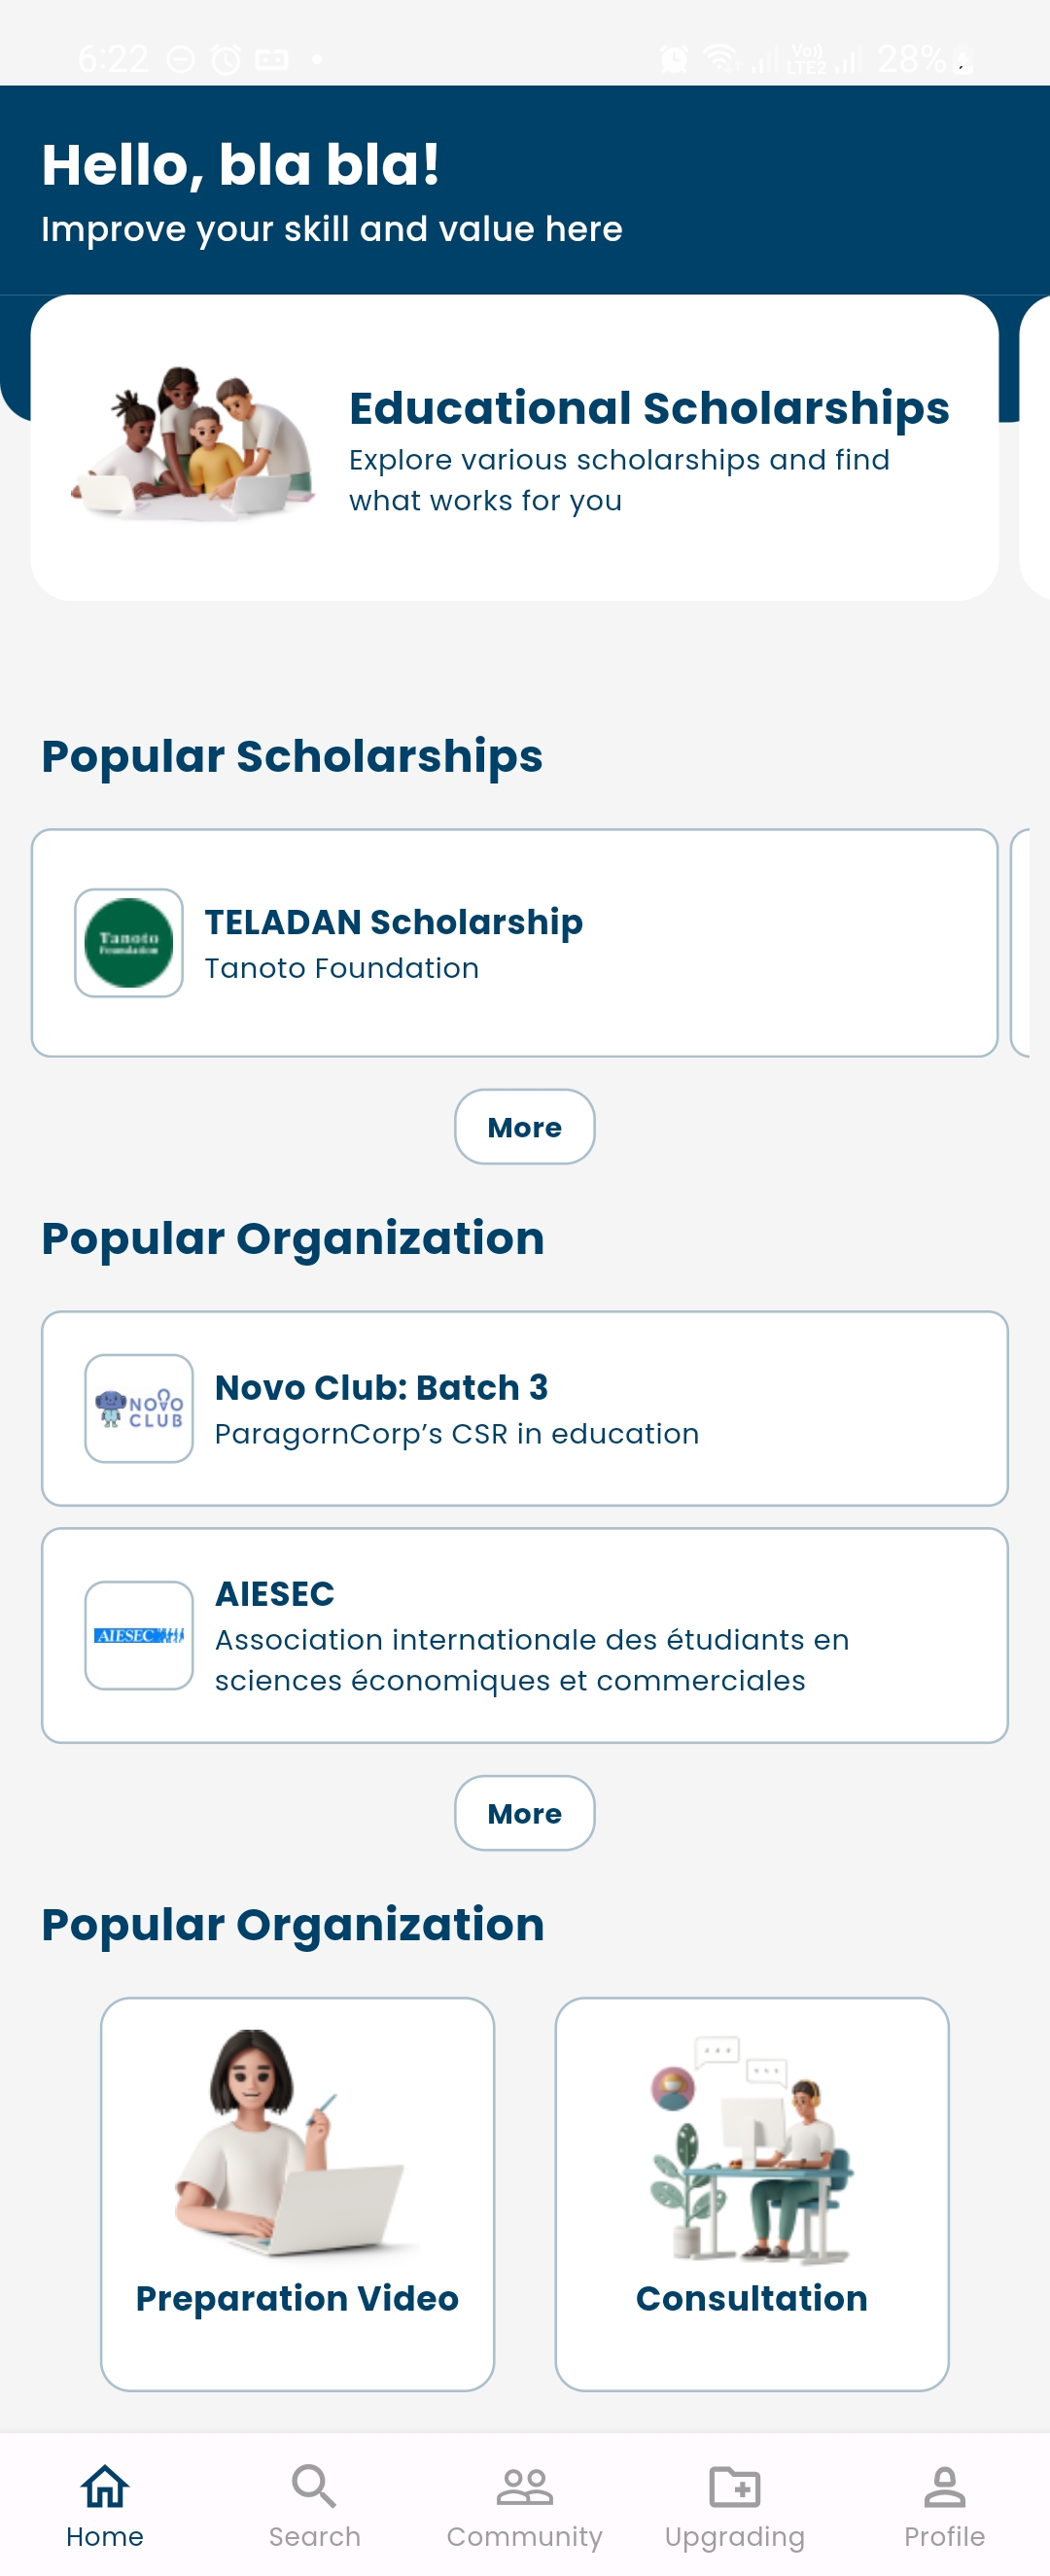 6:22
Vo))
LTE2
28%
Hello, bla bla!
Improve your skill and value here
Educational Scholarships
Explore various scholarships and find
what works for you
Popular Scholarships
Tanoto
Foundation
TELADAN Scholarship
Tanoto Foundation
More
Popular Organization
NOVO
CLUB
Novo Club: Batch 3
ParagornCorp’s CSR in education
AIESEC
AIESEC
Association internationale des étudiants en
sciences économiques et commerciales
More
Popular Organization
Preparation Video
Consultation
Home
Search
Community
Upgrading
Profile